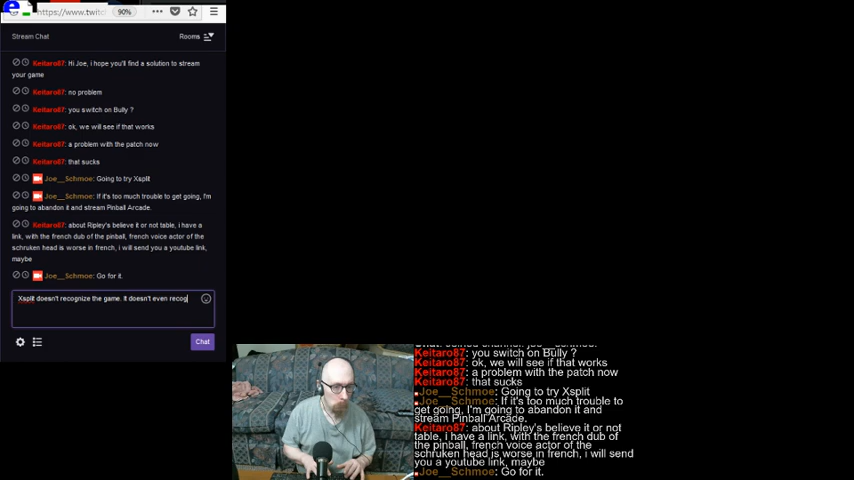 https://www.twitch
90%
Stream Chat
Rooms
Keitaro87: Hi Joe, i hope you'll find a solution to stream
your game
Keitaro87: no problem
Keitaro87: you switch on Bully ?
Keitaro87: ok, we will see if that works
Keitaro87: a problem with the patch now
Keitaro87: that sucks
Joe__Schmoe: Going to try Xsplit
Joe__Schmoe: If it's too much trouble to get going, I'm
going to abandon it and stream Pinball Arcade.
Keitaro87: about Ripley's believe it or not table, i have a
link, with the french dub of the pinball, french voice actor of the
schruken head is worse in french, i will send you a youtube link,
maybe
Joe__Schmoe: Go for it.
Xsplit doesn't recognize the game. It doesn't even recog
Chat
Keitaro87: you switch on Bully ?
Keitaro87: ok, we will see if that works
Keitaro87: a problem with the patch now
Keitaro87: that sucks
Joe__Schmoe: Going to try Xsplit
Joe__Schmoe: If it's too much trouble to
get going, I'm going to abandon it and
stream Pinball Arcade.
Keitaro87: about Ripley's believe it or not
table, i have a link, with the french dub of
the pinball, french voice actor of the
schruken head is worse in french, i will send
you a youtube link, maybe
Joe__Schmoe: Go for it.